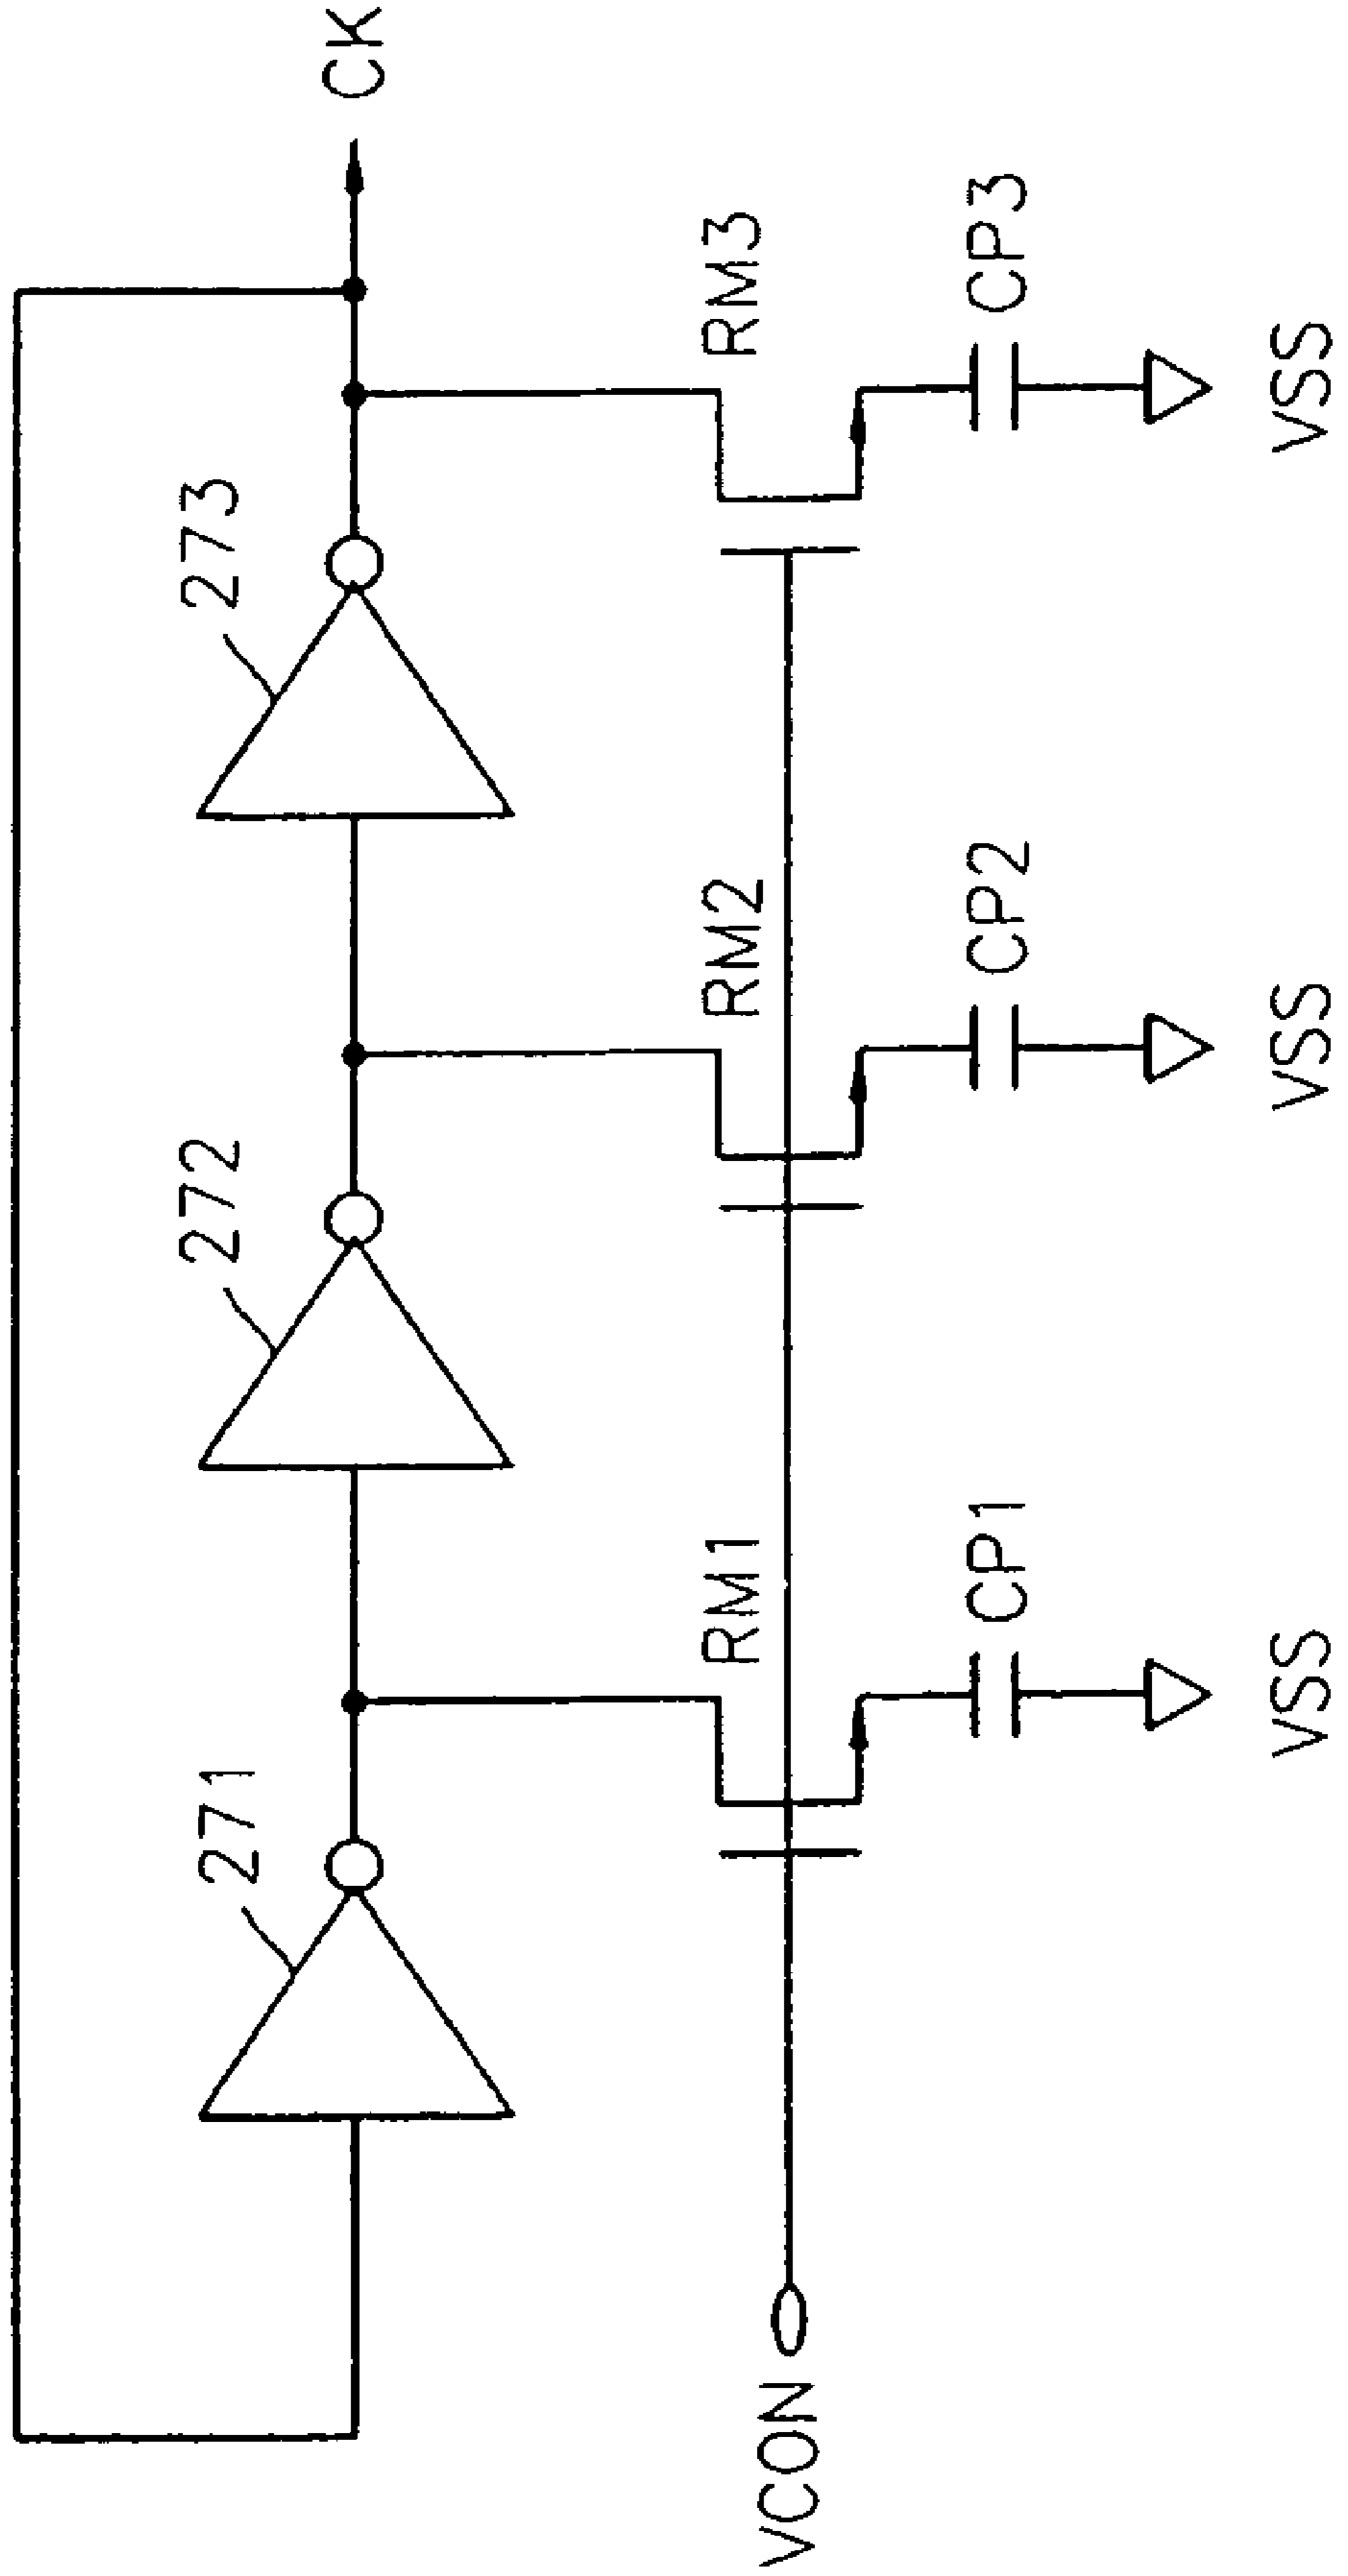 CK
271
272
273
RM1
RM2
RM3
VCON
CP1
CP2
CP3
VSS
VSS
VSS